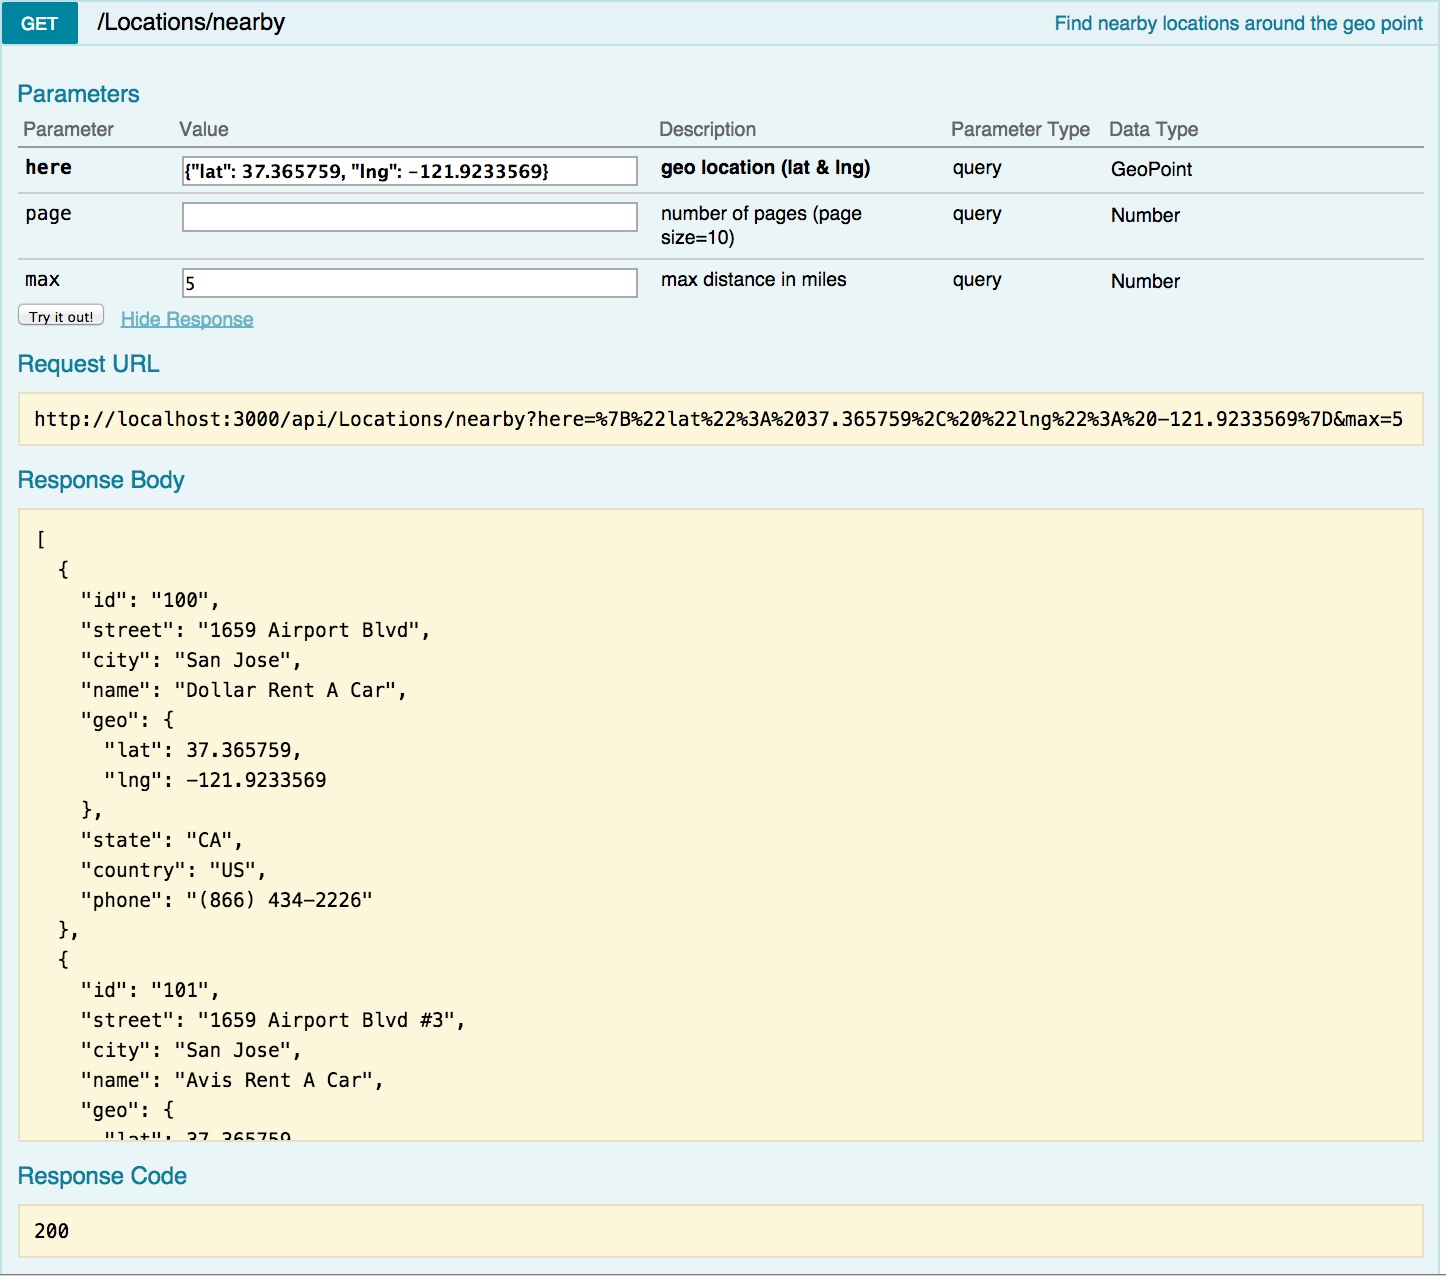 GET /Locations/nearby Find nearby locations around the geo point
Parameters
Parameter Value Description Parameter Type Data Type
here {"lat": 37.365759, "lng": -121.9233569} geo location (lat & lng) query GeoPoint
page number of pages (page size=10) query Number
max 5 max distance in miles query Number
Try it out! Hide Response
Request URL
http://localhost:3000/api/Locations/nearby?here=%7B%22lat%22%3A%2037.365759%2C%20%22lng%22%3A%20-121.9233569%7D&max=5
Response Body
[
{
"id": "100",
"street": "1659 Airport Blvd",
"city": "San Jose",
"name": "Dollar Rent A Car",
"geo": {
"lat": 37.365759,
"lng": -121.9233569
},
"state": "CA",
"country": "US",
"phone": "(866) 434-2226"
},
{
"id": "101",
"street": "1659 Airport Blvd #3",
"city": "San Jose",
"name": "Avis Rent A Car",
"geo": {
"lat": 37.365759
Response Code
200